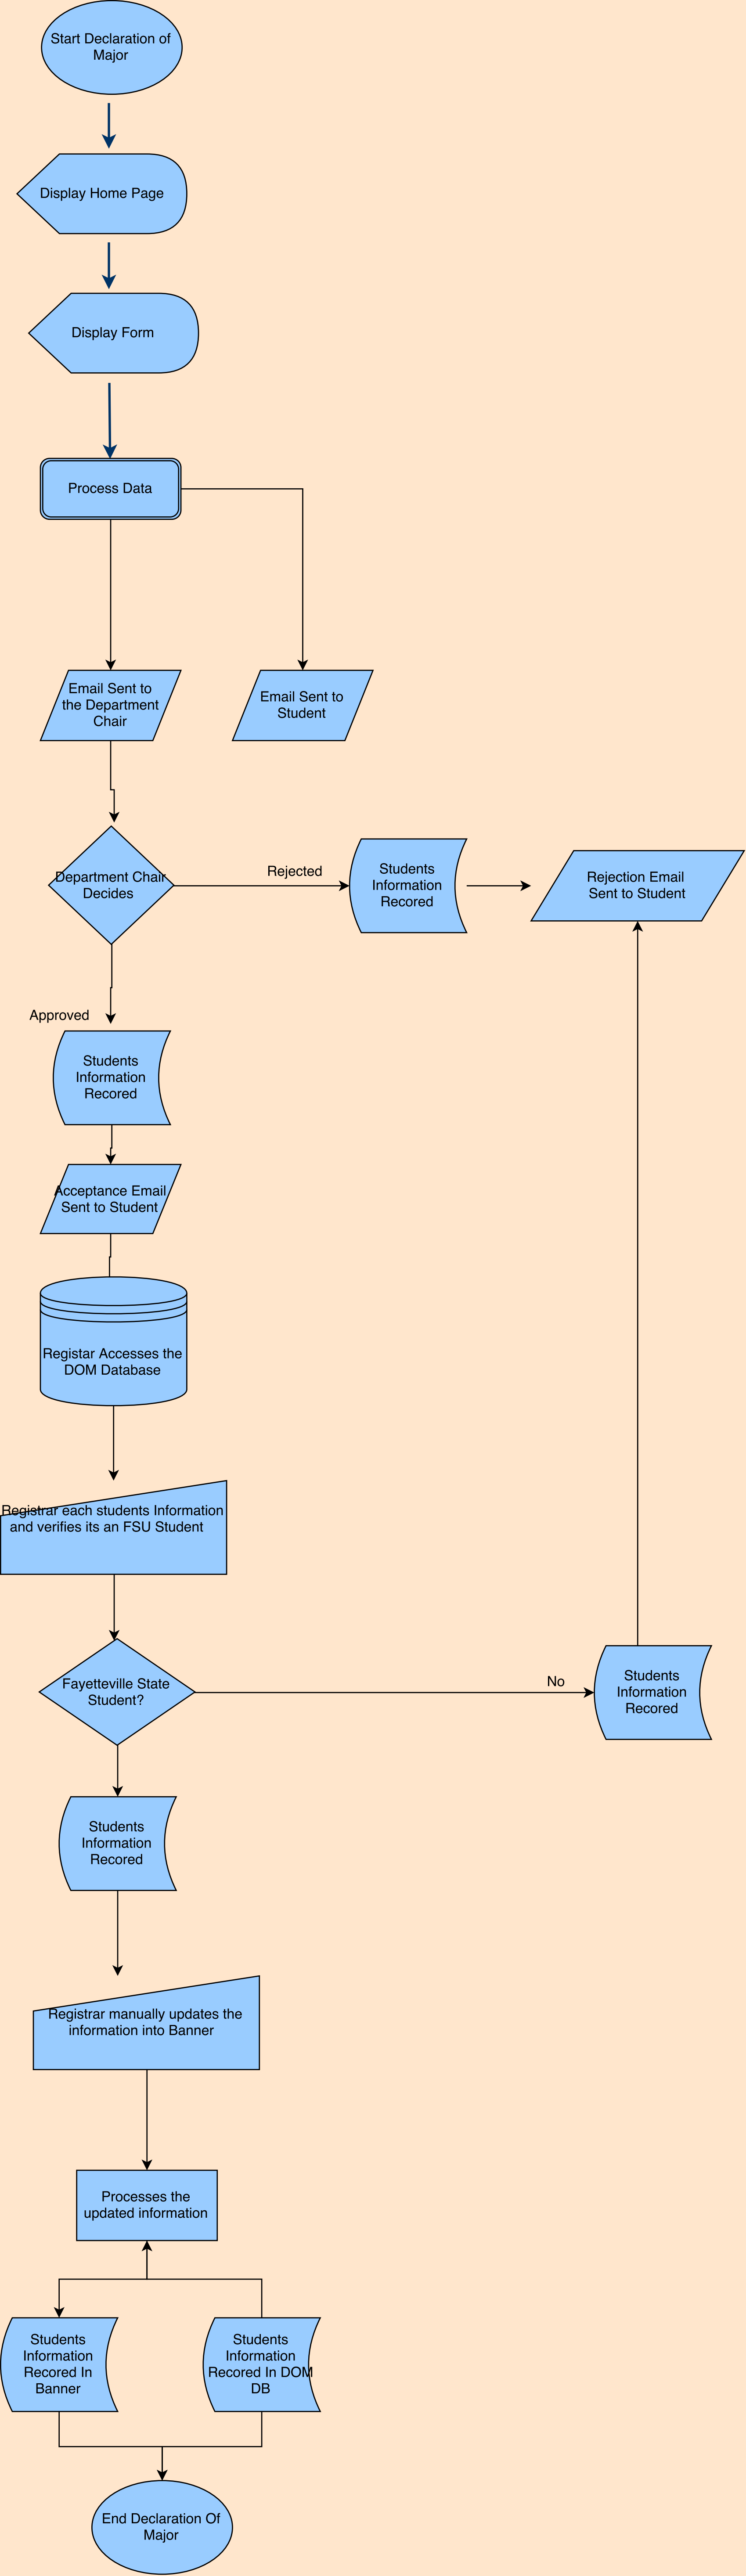 Start Declaration of
Major
Display Home Page
Display Form
Process Data
Email Sent to
the Department
Chair
Email Sent to
Student
Department Chair
Decides
Rejected
Students
Information
Recored
Rejection Email
Sent to Student
Approved
Students
Information
Recored
Acceptance Email
Sent to Student
Registar Accesses the
DOM Database
Registrar each students Information
and verifies its an FSU Student
Fayetteville State
Student?
No
Students
Information
Recored
Students
Information
Recored
Registrar manually updates the
information into Banner
Processes the
updated information
Students
Information
Recored In
Banner
Students
Information
Recored In DOM
DB
End Declaration Of
Major